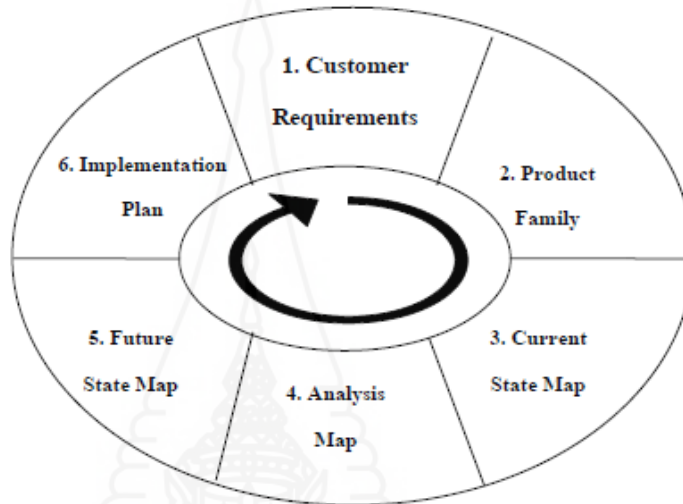 1. Customer
Requirements
2. Product
Family
3. Current
State Map
4. Analysis
Map
5. Future
State Map
6. Implementation
Plan